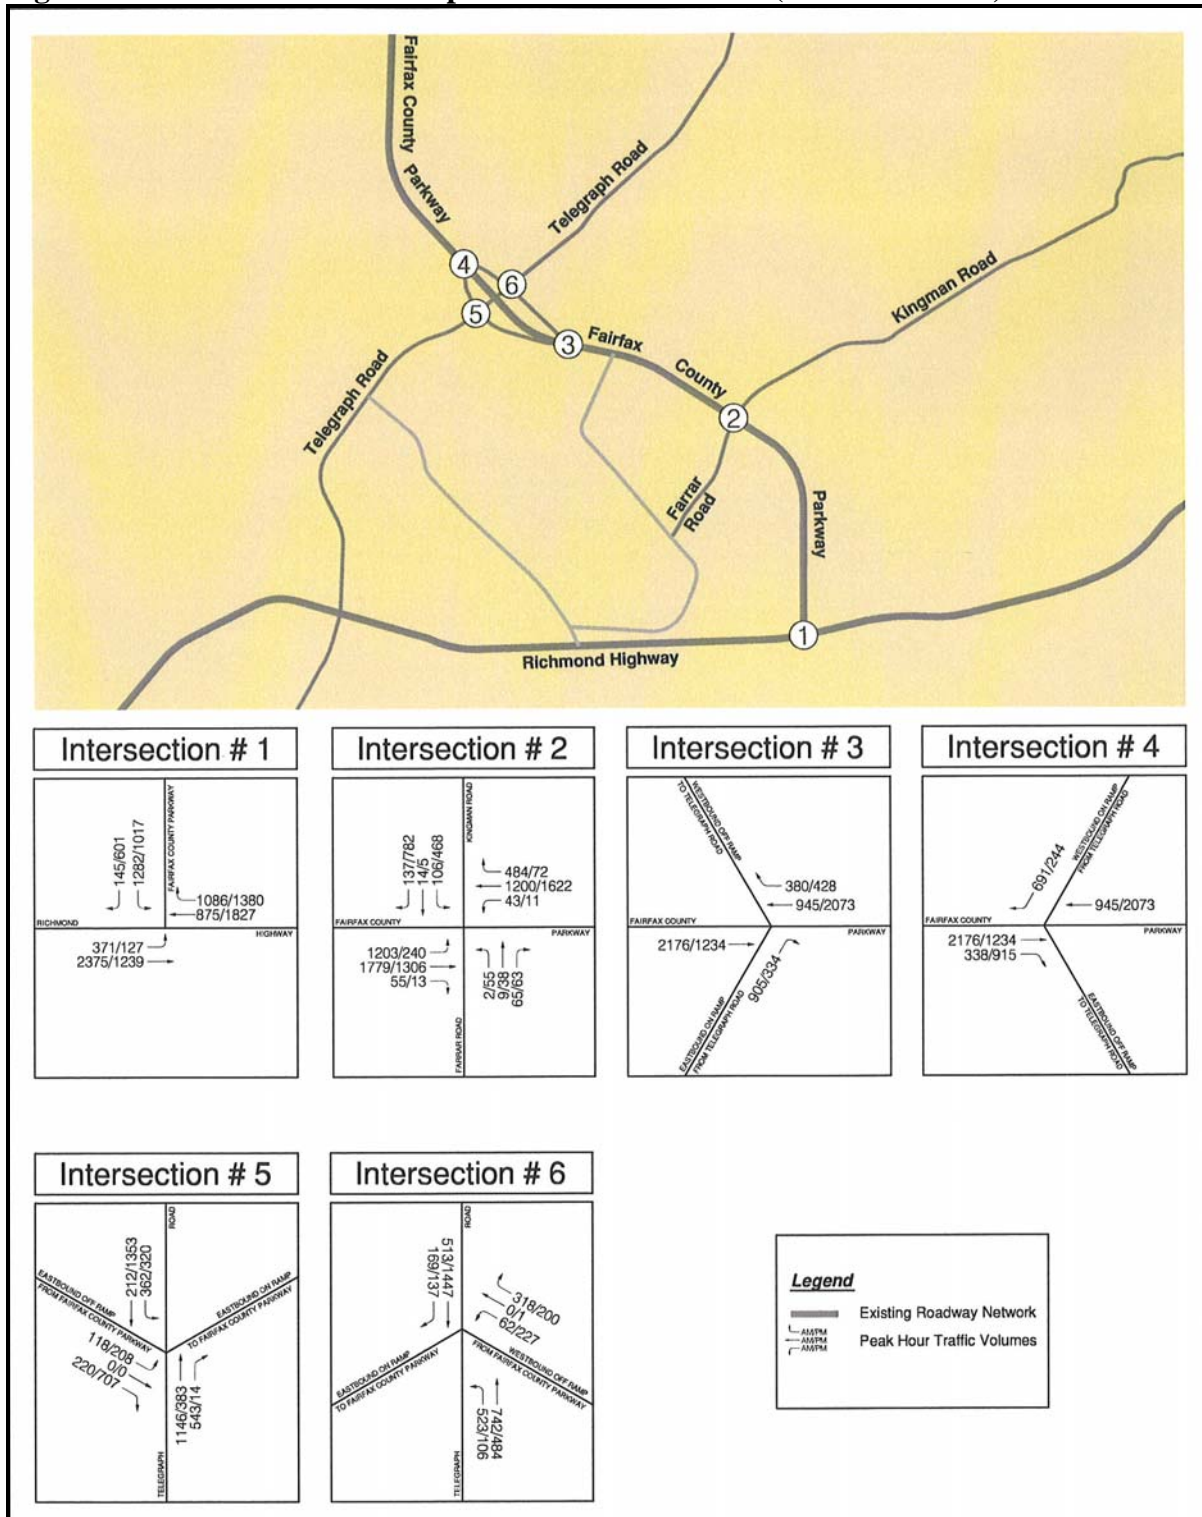 Fairfax County
Parkway
Telegraph Road
Kingman Road
4
6
5
3
Fairfax
County
2
Telegraph Road
Farrar
Road
Parkway
1
Richmond Highway
Intersection # 1
145/601
1282/1017
FAIRFAX COUNTY PARKWAY
1086/1380
875/1827
RICHMOND
HIGHWAY
371/127
2375/1239
Intersection # 2
137/782
14/5
106/468
KINGMAN ROAD
484/72
1200/1622
43/11
FAIRFAX COUNTY
PARKWAY
1203/240
1779/1306
55/13
2/55
9/38
65/63
FARRAR ROAD
Intersection # 3
WESTBOUND OFF RAMP
TO TELEGRAPH ROAD
380/428
945/2073
FAIRFAX COUNTY
PARKWAY
2176/1234
905/334
EASTBOUND ON RAMP
FROM TELEGRAPH ROAD
Intersection # 4
691/244
WESTBOUND ON RAMP
FROM TELEGRAPH ROAD
945/2073
FAIRFAX COUNTY
PARKWAY
2176/1234
338/915
EASTBOUND OFF RAMP
TO TELEGRAPH ROAD
Intersection # 5
212/1353
362/320
ROAD
EASTBOUND OFF RAMP
FROM FAIRFAX COUNTY PARKWAY
EASTBOUND ON RAMP
TO FAIRFAX COUNTY PARKWAY
118/208
0/0
220/707
1146/383
543/14
TELEGRAPH
Intersection # 6
ROAD
513/1447
169/137
318/200
0/1
62/227
EASTBOUND ON RAMP
TO FAIRFAX COUNTY PARKWAY
WESTBOUND OFF RAMP
FROM FAIRFAX COUNTY PARKWAY
742/484
523/106
TELEGRAPH
Legend
Existing Roadway Network
AM/PM
AM/PM
AM/PM
Peak Hour Traffic Volumes